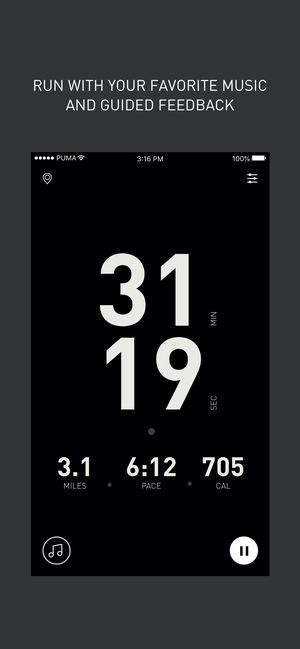 RUN WITH YOUR FAVORITE MUSIC
AND GUIDED FEEDBACK
PUMA 3:16 PM 100%
31 MIN
19 SEC
3.1 6:12 705
MILES PACE CAL